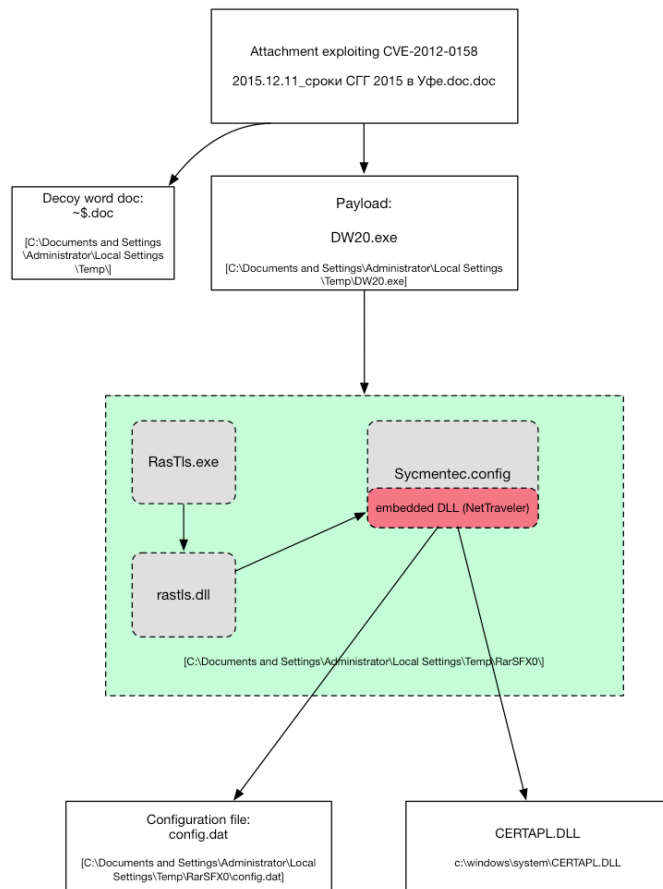 Attachment exploiting CVE-2012-0158
2015.12.11_сроки СГГ 2015 в Уфе.doc.doc
Decoy word doc:
~$.doc
[C:\Documents and Settings
\Administrator\Local Settings
\Temp\]
Payload:
DW20.exe
[C:\Documents and Settings\Administrator\Local Settings
\Temp\DW20.exe]
RasTls.exe
Sycmentec.config
embedded DLL (NetTraveler)
rastls.dll
[C:\Documents and Settings\Administrator\Local Settings\Temp\RarSFX0\]
Configuration file:
config.dat
[C:\Documents and Settings\Administrator\Local
Settings\Temp\RarSFX0\config.dat]
CERTAPL.DLL
c:\windows\system\CERTAPL.DLL